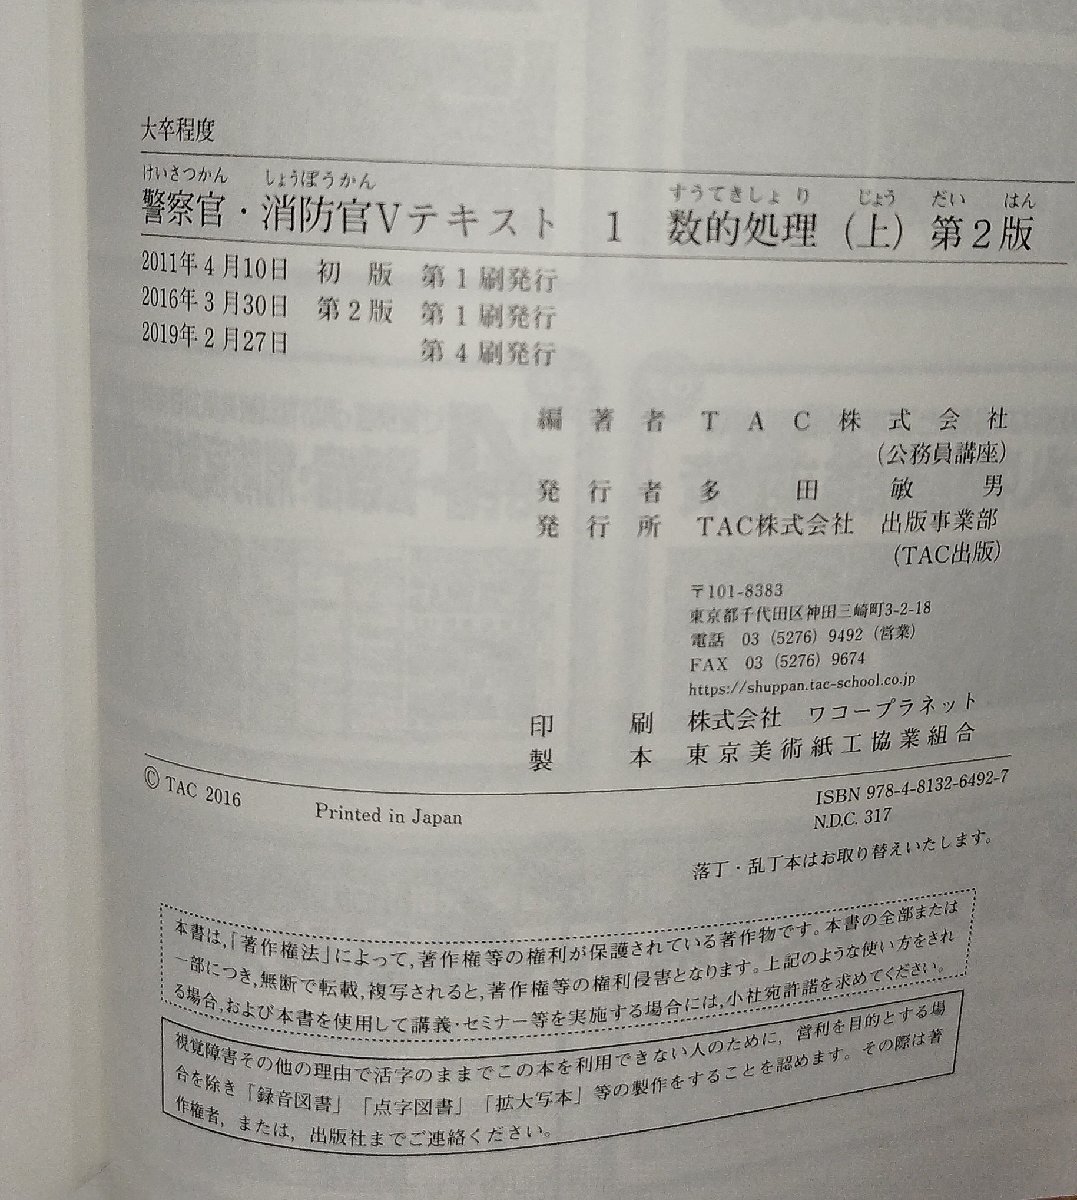 大卒程度
けいさつかん しょうぼうかん すうてきしょり じょう だい はん
警察官・消防官Vテキスト 1 数的処理（上）第2版
2011年4月10日 初版 第1刷発行
2016年3月30日 第2版 第1刷発行
2019年2月27日 第4刷発行
編著者 TAC株式会社
（公務員講座）
発行者 多田敏男
発行所 TAC株式会社 出版事業部
（TAC出版）
〒101-8383
東京都千代田区神田三崎町3-2-18
電話 03（5276）9492（営業）
FAX 03（5276）9674
https://shuppan.tac-school.co.jp
印刷 株式会社 ワコープラネット
製本 東京美術紙工協業組合
© TAC 2016 Printed in Japan
ISBN 978-4-8132-6492-7
N.D.C. 317
落丁・乱丁本はお取り替えいたします。
本書は,「著作権法」によって,著作権等の権利が保護されている著作物です。本書の全部または
一部につき,無断で転載,複写されると,著作権等の権利侵害となります。上記のような使い方をされ
る場合,および本書を使用して講義・セミナー等を実施する場合には,小社宛許諾を求めてください。
視覚障害その他の理由で活字のままでこの本を利用できない人のために，営利を目的とする場
合を除き「録音図書」「点字図書」「拡大写本」等の製作をすることを認めます。その際は著
作権者，または，出版社までご連絡ください。